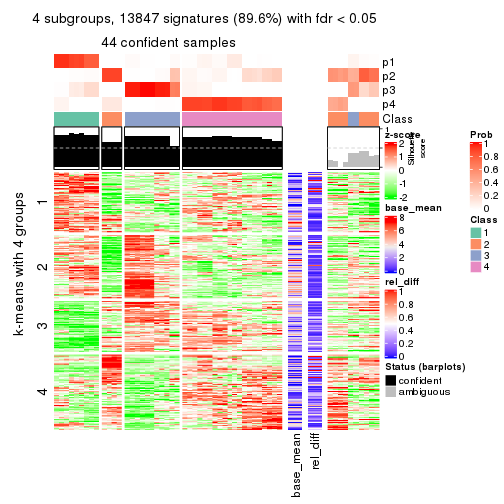 4 subgroups, 13847 signatures (89.6%) with fdr < 0.05
44 confident samples
p1
p2
p3
p4
Class
1
Silhouette
score
k-means with 4 groups
1
2
3
4
base_mean
rel_diff
z-score
2
1
0
-1
-2
base_mean
8
6
4
2
0
rel_diff
1
0.8
0.6
0.4
0.2
0
Status (barplots)
confident
ambiguous
Prob
1
0.8
0.6
0.4
0.2
0
Class
1
2
3
4